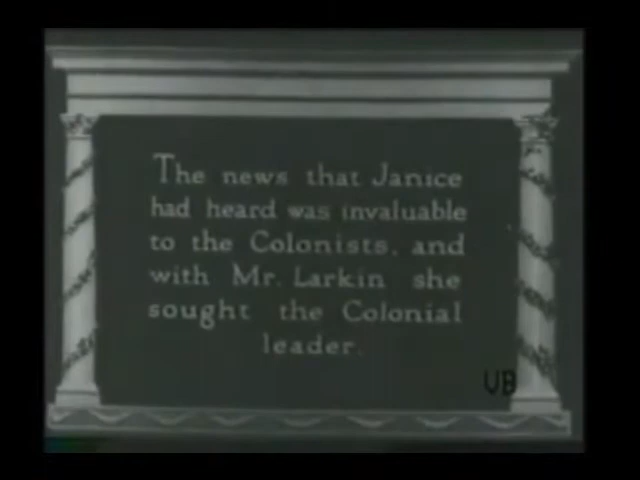 The news that Janice
had heard was invaluable
to the Colonists, and
with Mr. Larkin she
sought the Colonial
leader.
VB